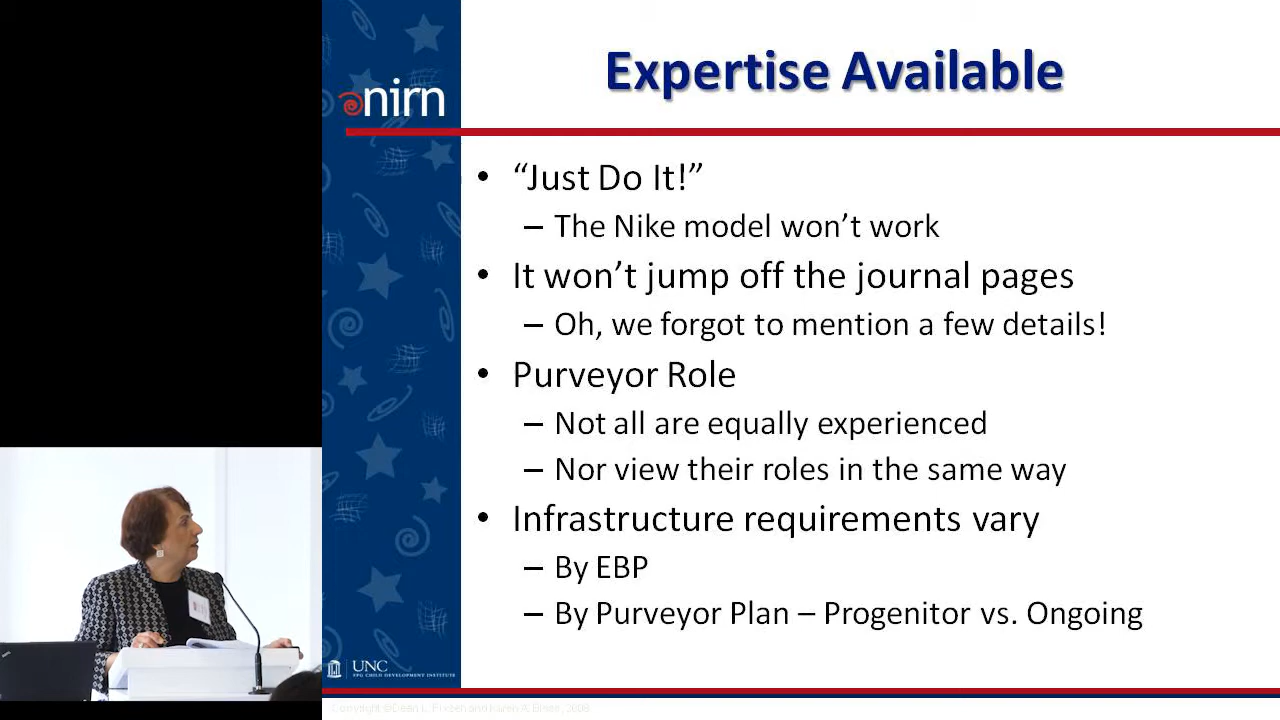 Expertise Available
nirn
• “Just Do It!”
– The Nike model won’t work
• It won’t jump off the journal pages
– Oh, we forgot to mention a few details!
• Purveyor Role
– Not all are equally experienced
– Nor view their roles in the same way
• Infrastructure requirements vary
– By EBP
– By Purveyor Plan – Progenitor vs. Ongoing
UNC
FPG CHILD DEVELOPMENT INSTITUTE
Copyright © Dean L. Fixsen and Karen A. Blase, 2008